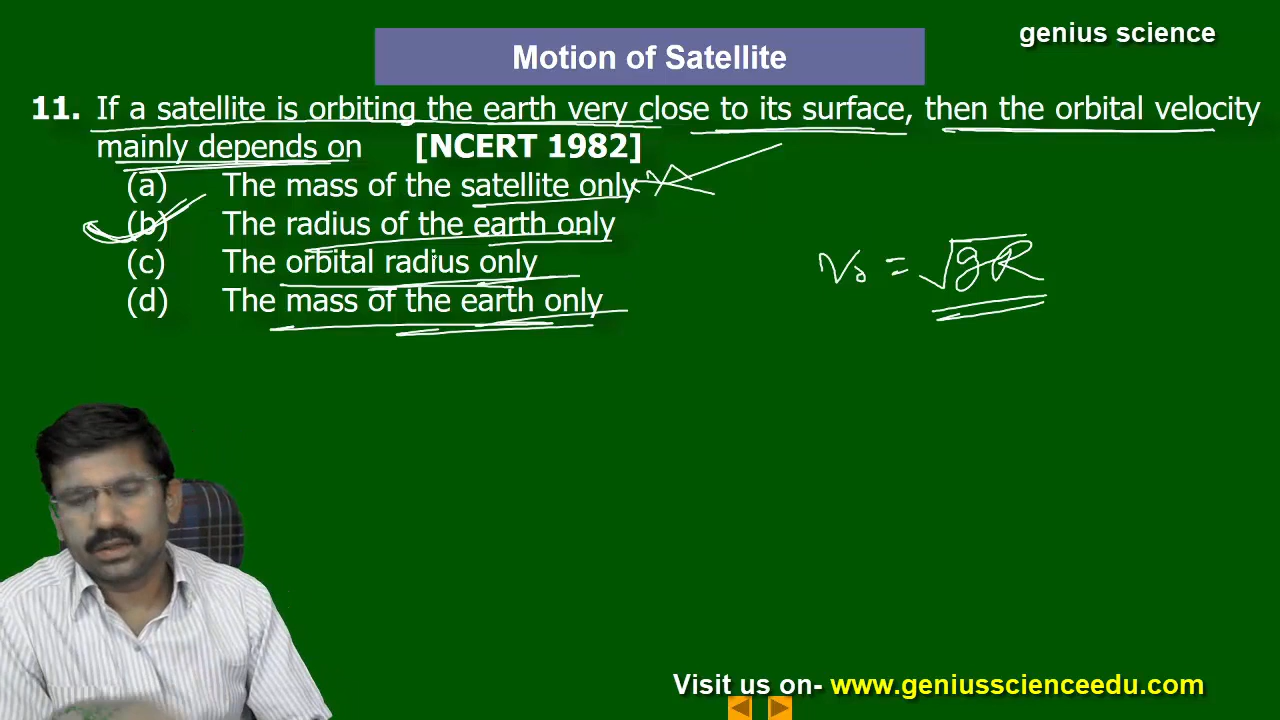 genius science
Motion of Satellite
11. If a satellite is orbiting the earth very close to its surface, then the orbital velocity
mainly depends on [NCERT 1982]
(a) The mass of the satellite only
(b) The radius of the earth only
(c) The orbital radius only
(d) The mass of the earth only
V₀ = √gR
Visit us on- www.geniusscienceedu.com